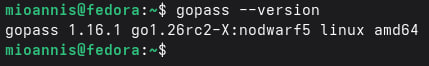 mioannis@fedora:~$ gopass --version
gopass 1.16.1 go1.26rc2-X:nodwarf5 linux amd64
mioannis@fedora:~$